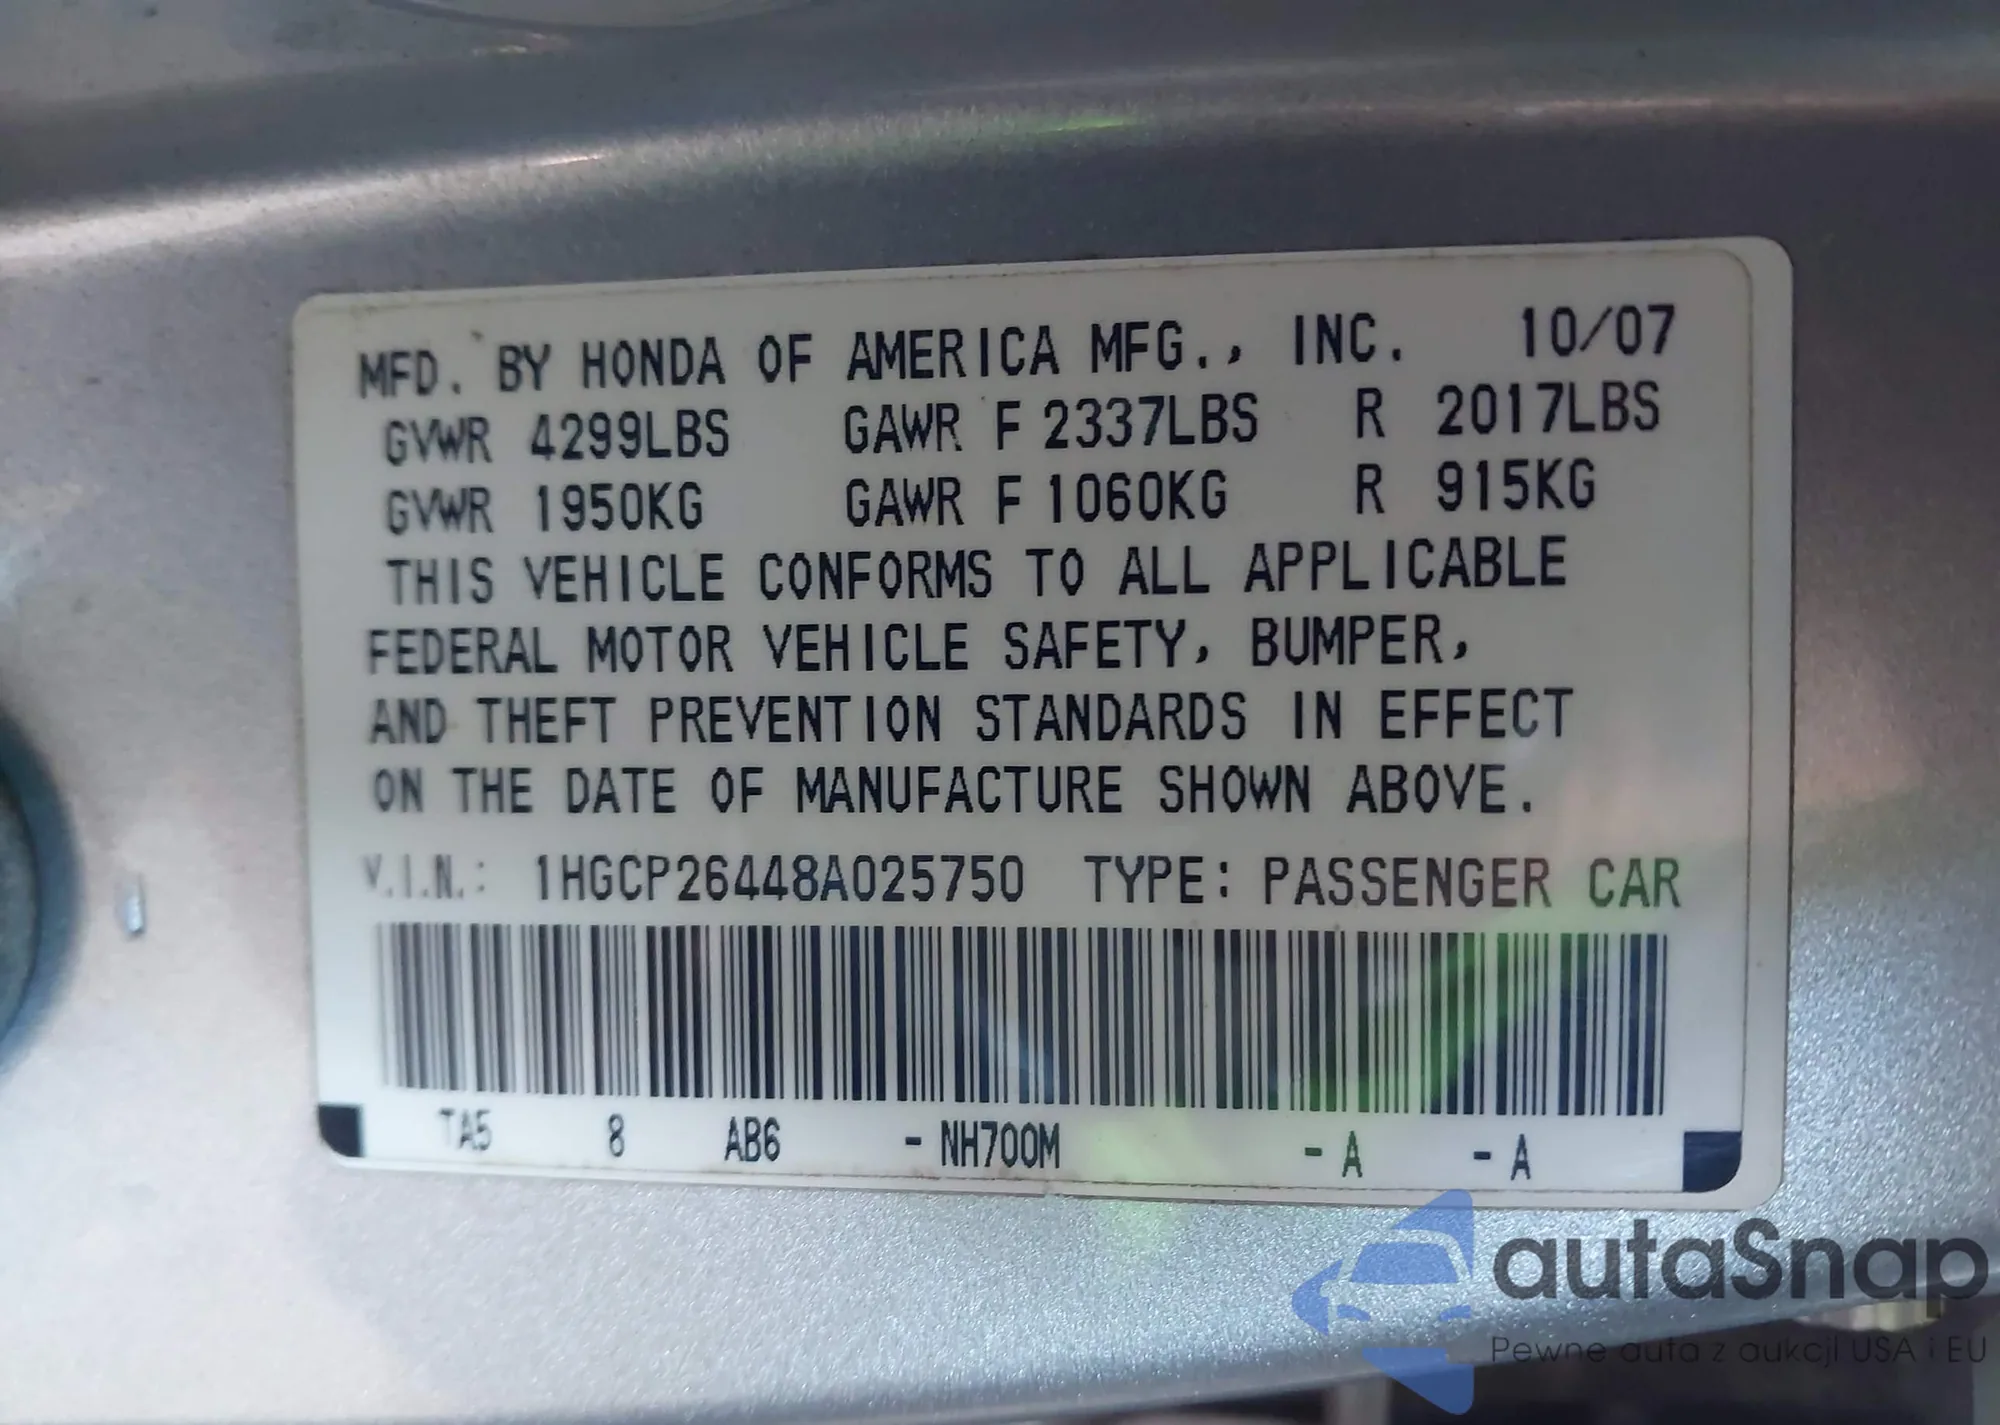 MFD. BY HONDA OF AMERICA MFG., INC. 10/07
GVWR 4299LBS GAWR F 2337LBS R 2017LBS
GVWR 1950KG GAWR F 1060KG R 915KG
THIS VEHICLE CONFORMS TO ALL APPLICABLE
FEDERAL MOTOR VEHICLE SAFETY, BUMPER,
AND THEFT PREVENTION STANDARDS IN EFFECT
ON THE DATE OF MANUFACTURE SHOWN ABOVE.
V.I.N.: 1HGCP26448A025750 TYPE: PASSENGER CAR
TA5 8 AB6 - NH700M - A - A
autaSnap
Pewne auta z aukcji USA i EU